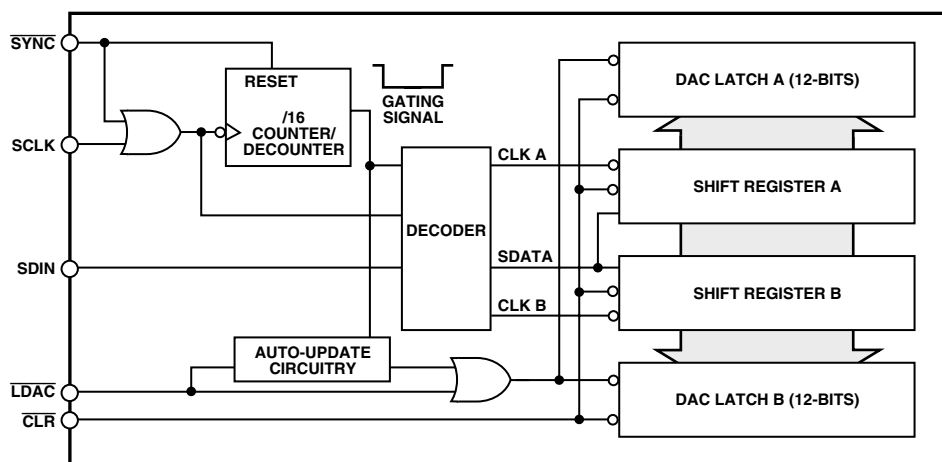 SYNC
RESET
/16
COUNTER/
DECOUNTER
GATING
SIGNAL
DAC LATCH A (12-BITS)
SCLK
CLK A
SHIFT REGISTER A
DECODER
SDIN
SDATA
SHIFT REGISTER B
CLK B
AUTO-UPDATE
CIRCUITRY
LDAC
DAC LATCH B (12-BITS)
CLR